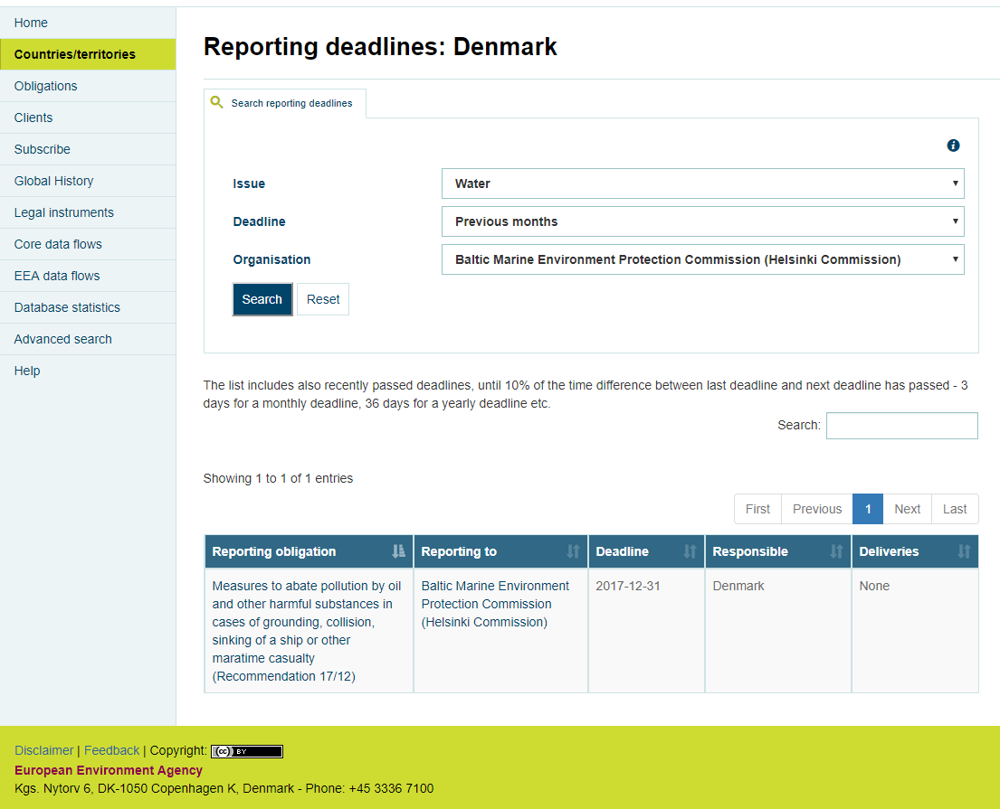 Home
Countries/territories
Obligations
Clients
Subscribe
Global History
Legal instruments
Core data flows
EEA data flows
Database statistics
Advanced search
Help
Reporting deadlines: Denmark
Search reporting deadlines
Issue
Water
Deadline
Previous months
Organisation
Baltic Marine Environment Protection Commission (Helsinki Commission)
Search
Reset
The list includes also recently passed deadlines, until 10% of the time difference between last deadline and next deadline has passed - 3
days for a monthly deadline, 36 days for a yearly deadline etc.
Search:
Showing 1 to 1 of 1 entries
First Previous 1 Next Last
Reporting obligation Reporting to Deadline Responsible Deliveries
Measures to abate pollution by oil
and other harmful substances in
cases of grounding, collision,
sinking of a ship or other
maratime casualty
(Recommendation 17/12)
Baltic Marine Environment
Protection Commission
(Helsinki Commission)
2017-12-31
Denmark
None
Disclaimer | Feedback | Copyright: (cc) BY
European Environment Agency
Kgs. Nytorv 6, DK-1050 Copenhagen K, Denmark - Phone: +45 3336 7100